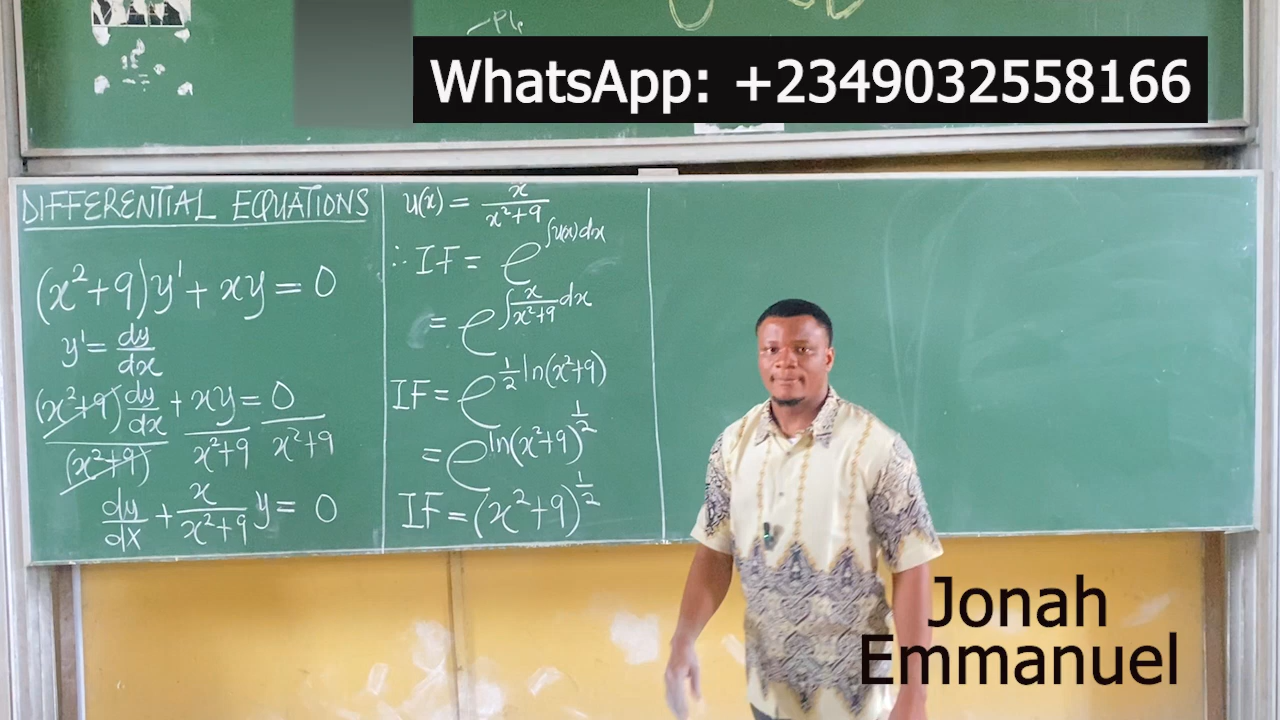 WhatsApp: +2349032558166
DIFFERENTIAL EQUATIONS
(x²+9)y' + xy = 0
y' = dy/dx
(x²+9) dy/dx + xy = 0
(x²+9) x²+9 x²+9
dy/dx + x/(x²+9) y = 0
u(x) = x/(x²+9)
∴ IF = e^∫u(x)dx
= e^∫x/(x²+9) dx
IF = e^½ ln(x²+9)
= e^ln(x²+9)^½
IF = (x²+9)^½
Jonah
Emmanuel